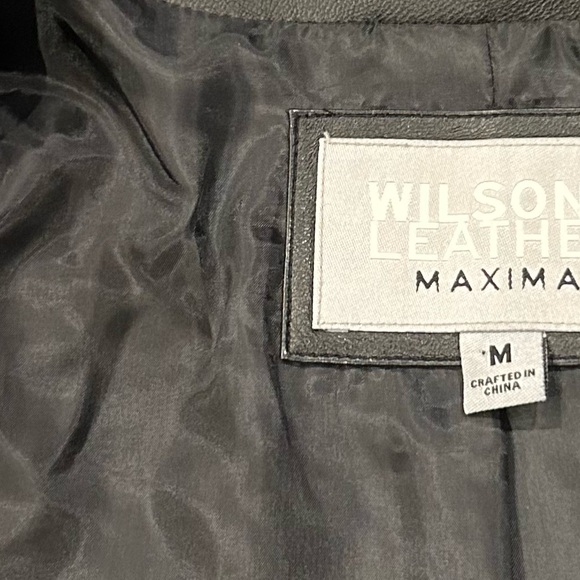 WILSON
LEATHE
MAXIMA
M
CRAFTED IN
CHINA